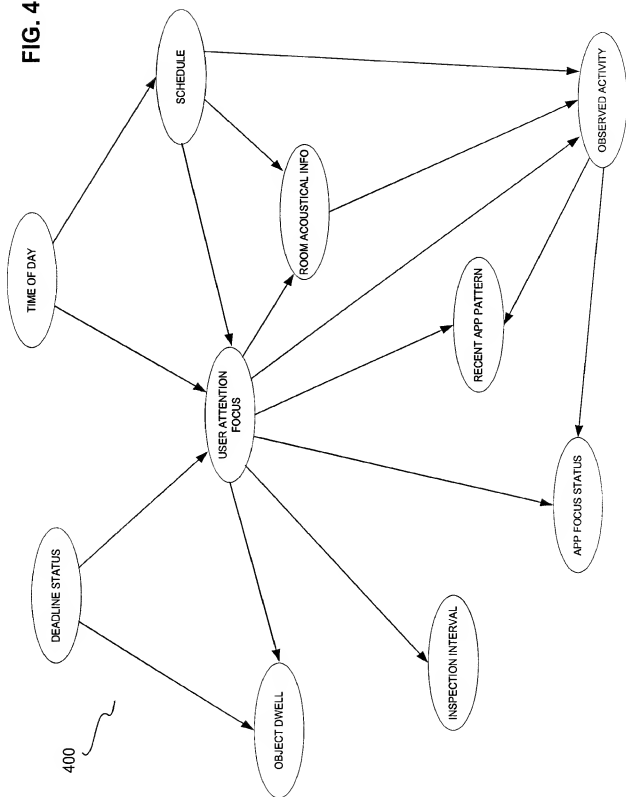 FIG. 4
TIME OF DAY
SCHEDULE
DEADLINE STATUS
USER ATTENTION
FOCUS
ROOM ACOUSTICAL INFO
OBSERVED ACTIVITY
RECENT APP PATTERN
APP FOCUS STATUS
INSPECTION INTERVAL
OBJECT DWELL
400